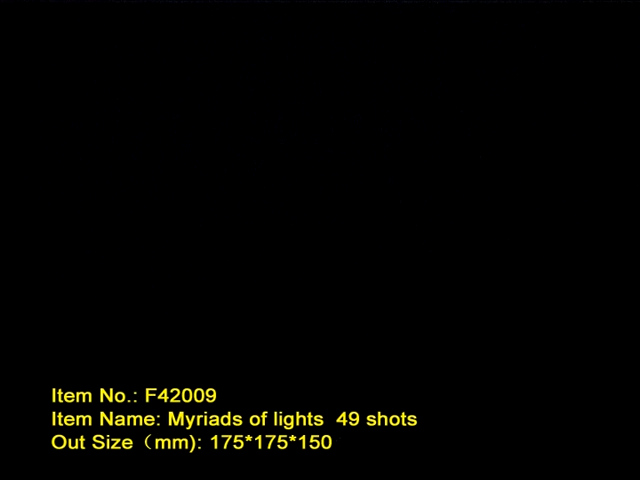 Item No.: F42009
Item Name: Myriads of lights  49 shots
Out Size（mm): 175*175*150